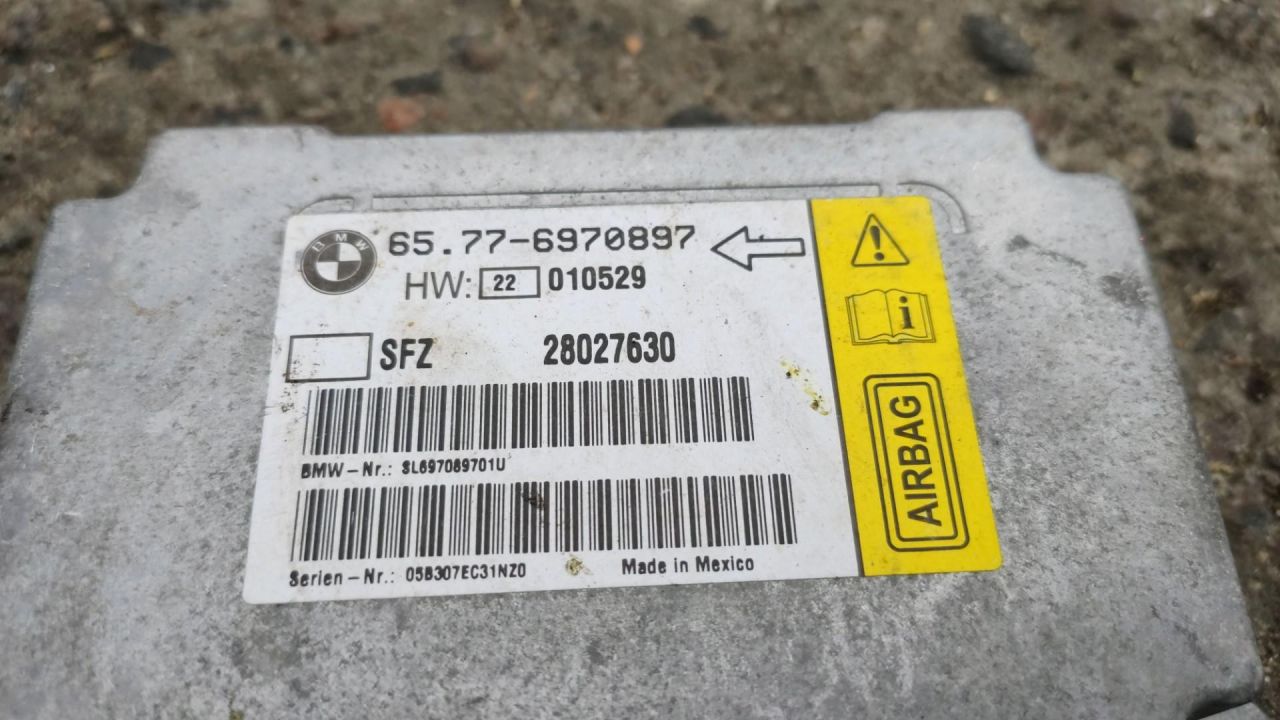 BMW
65.77-6970897
HW: 22 010529
SFZ 28027630
BMW-Nr.: SL697089701U
Serien-Nr.: 05B307EC31NZ0 Made in Mexico
!
i
AIRBAG